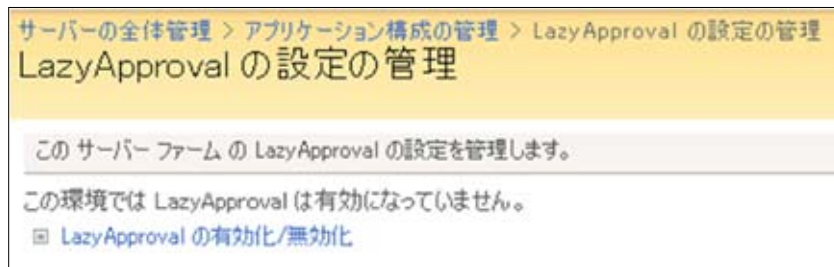 サーバーの全体管理 > アプリケーション構成の管理 > LazyApproval の設定の管理
LazyApproval の設定の管理
この サーバー ファーム の LazyApproval の設定を管理します。
この環境では LazyApproval は有効になっていません。
LazyApproval の有効化/無効化